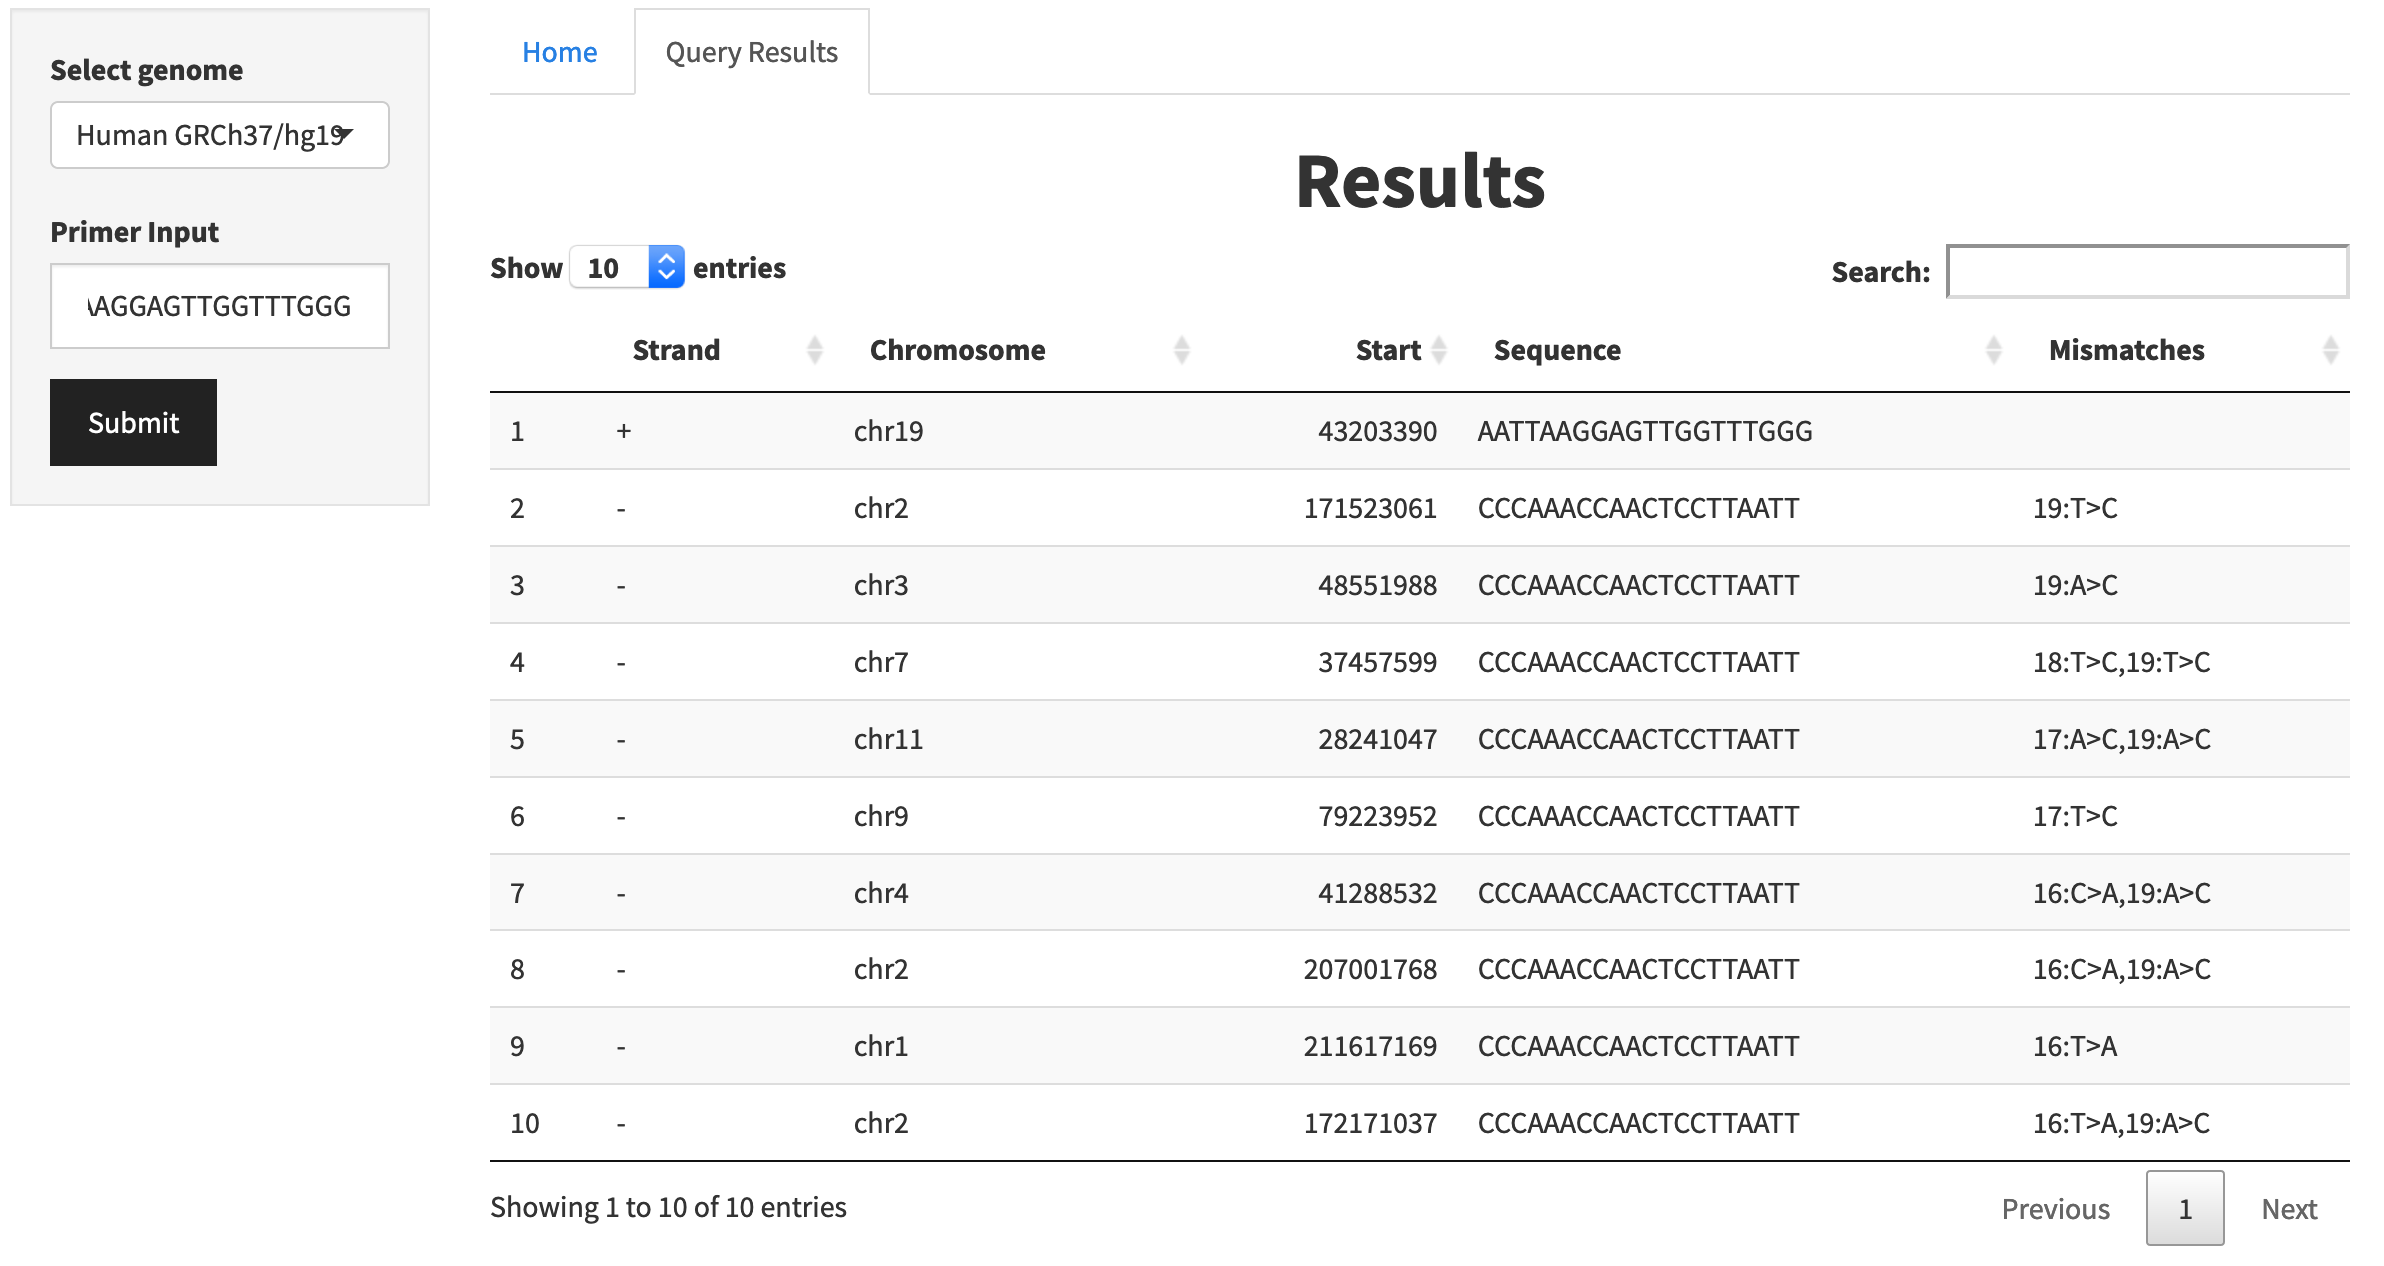 Select genome
Human GRCh37/hg19
Primer Input
AGGAGTTGGTTTGGG
Submit
Home Query Results
Results
Show 10 entries Search:
Strand Chromosome Start Sequence Mismatches
1 + chr19 43203390 AATTAAGGAGTTGGTTTGGG
2 - chr2 171523061 CCCAAACCAACTCCTTAATT 19:T>C
3 - chr3 48551988 CCCAAACCAACTCCTTAATT 19:A>C
4 - chr7 37457599 CCCAAACCAACTCCTTAATT 18:T>C,19:T>C
5 - chr11 28241047 CCCAAACCAACTCCTTAATT 17:A>C,19:A>C
6 - chr9 79223952 CCCAAACCAACTCCTTAATT 17:T>C
7 - chr4 41288532 CCCAAACCAACTCCTTAATT 16:C>A,19:A>C
8 - chr2 207001768 CCCAAACCAACTCCTTAATT 16:C>A,19:A>C
9 - chr1 211617169 CCCAAACCAACTCCTTAATT 16:T>A
10 - chr2 172171037 CCCAAACCAACTCCTTAATT 16:T>A,19:A>C
Showing 1 to 10 of 10 entries Previous 1 Next